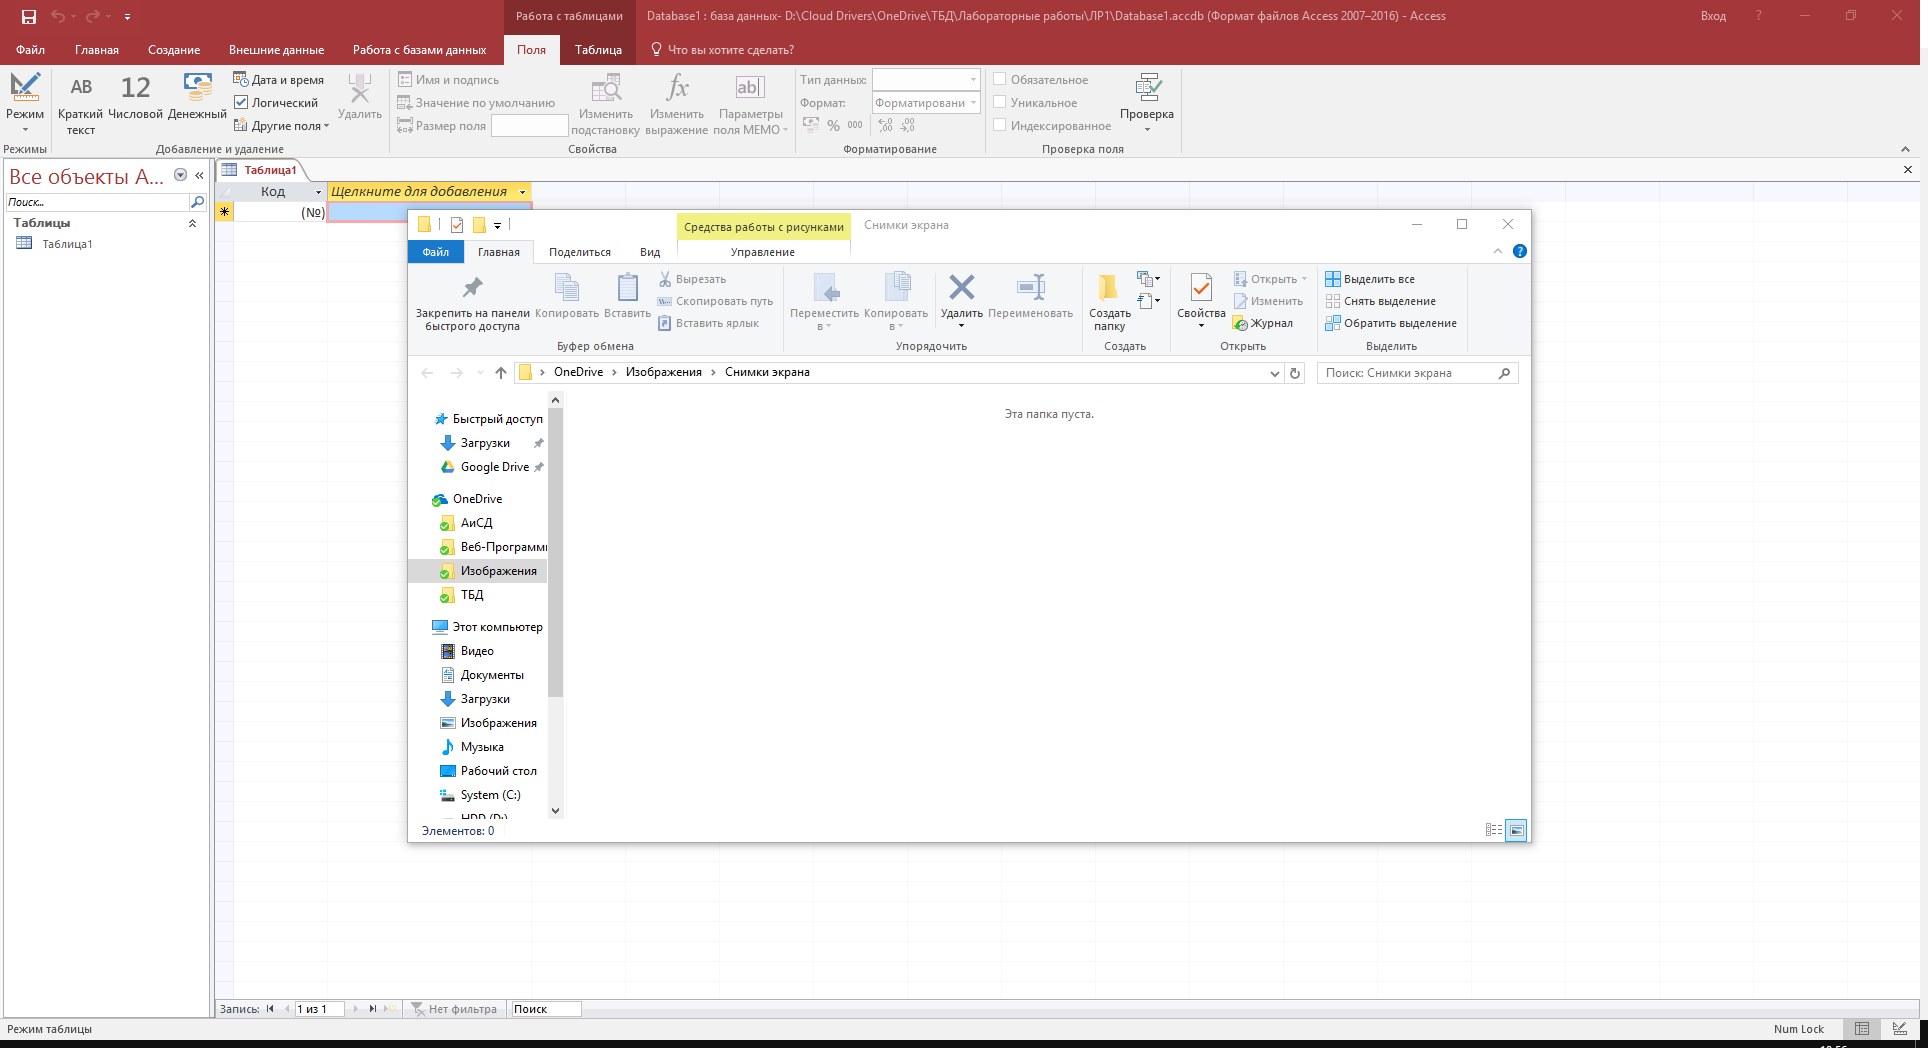 Работа с таблицами
Database1 : база данных- D:\Cloud Drivers\OneDrive\ТБД\Лабораторные работы\ЛР1\Database1.accdb (Формат файлов Access 2007–2016) - Access
Вход
?
Файл
Главная
Создание
Внешние данные
Работа с базами данных
Поля
Таблица
Что вы хотите сделать?
Режим
Режимы
AB
Краткий текст
12
Числовой
Денежный
Дата и время
Логический
Другие поля
Удалить
Добавление и удаление
Имя и подпись
Значение по умолчанию
Размер поля
Изменить подстановку
fx
Изменить выражение
ab|
Параметры поля МЕМО
Свойства
Тип данных:
Формат:
Форматировани
% 000
Форматирование
Обязательное
Уникальное
Индексированное
Проверка
Проверка поля
Все объекты A...
Поиск...
Таблицы
Таблица1
Таблица1
Код
Щелкните для добавления
(№)
Средства работы с рисунками
Снимки экрана
Файл
Главная
Поделиться
Вид
Управление
Закрепить на панели быстрого доступа
Копировать
Вставить
Вырезать
Скопировать путь
Вставить ярлык
Буфер обмена
Переместить в
Копировать в
Удалить
Переименовать
Упорядочить
Создать папку
Создать
Свойства
Открыть
Изменить
Журнал
Открыть
Выделить все
Снять выделение
Обратить выделение
Выделить
OneDrive
Изображения
Снимки экрана
Поиск: Снимки экрана
Эта папка пуста.
Быстрый доступ
Загрузки
Google Drive
OneDrive
АиСД
Веб-Программи
Изображения
ТБД
Этот компьютер
Видео
Документы
Загрузки
Изображения
Музыка
Рабочий стол
System (C:)
HDD (D:)
Элементов: 0
Запись:
1 из 1
Нет фильтра
Поиск
Режим таблицы
Num Lock